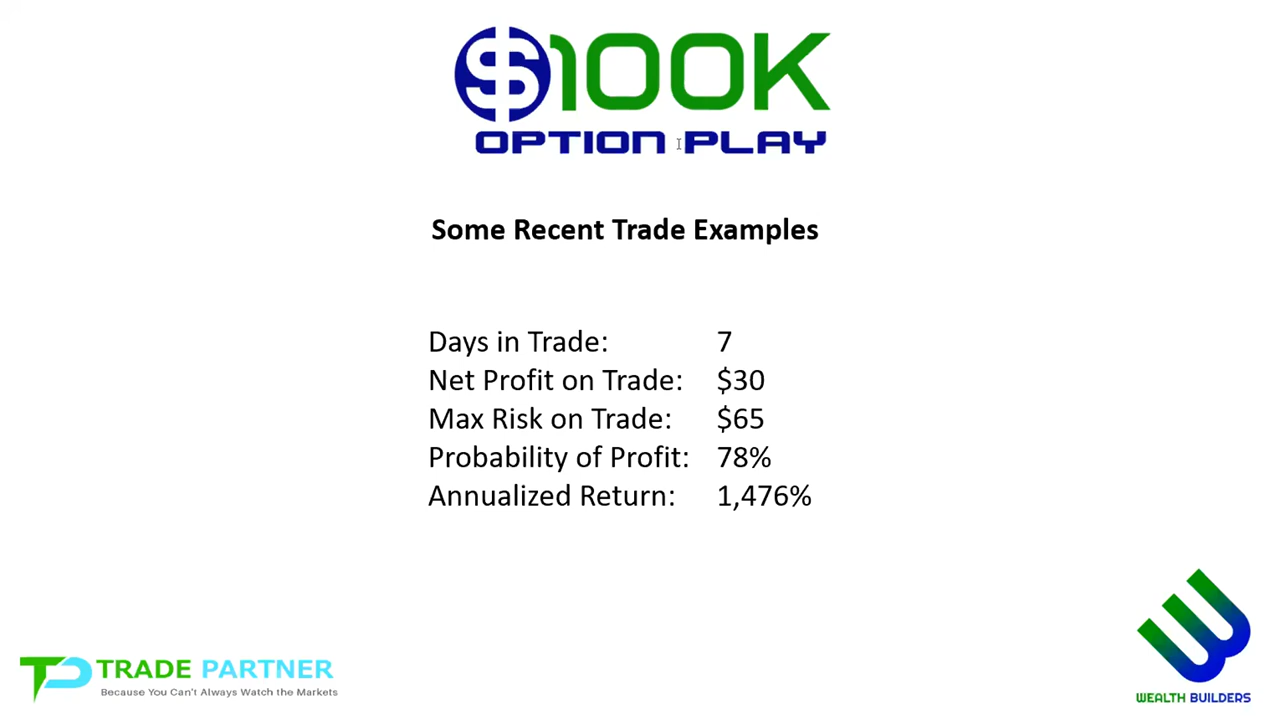 $100K
OPTION PLAY
Some Recent Trade Examples
Days in Trade: 7
Net Profit on Trade: $30
Max Risk on Trade: $65
Probability of Profit: 78%
Annualized Return: 1,476%
TP TRADE PARTNER
Because You Can't Always Watch the Markets
WEALTH BUILDERS